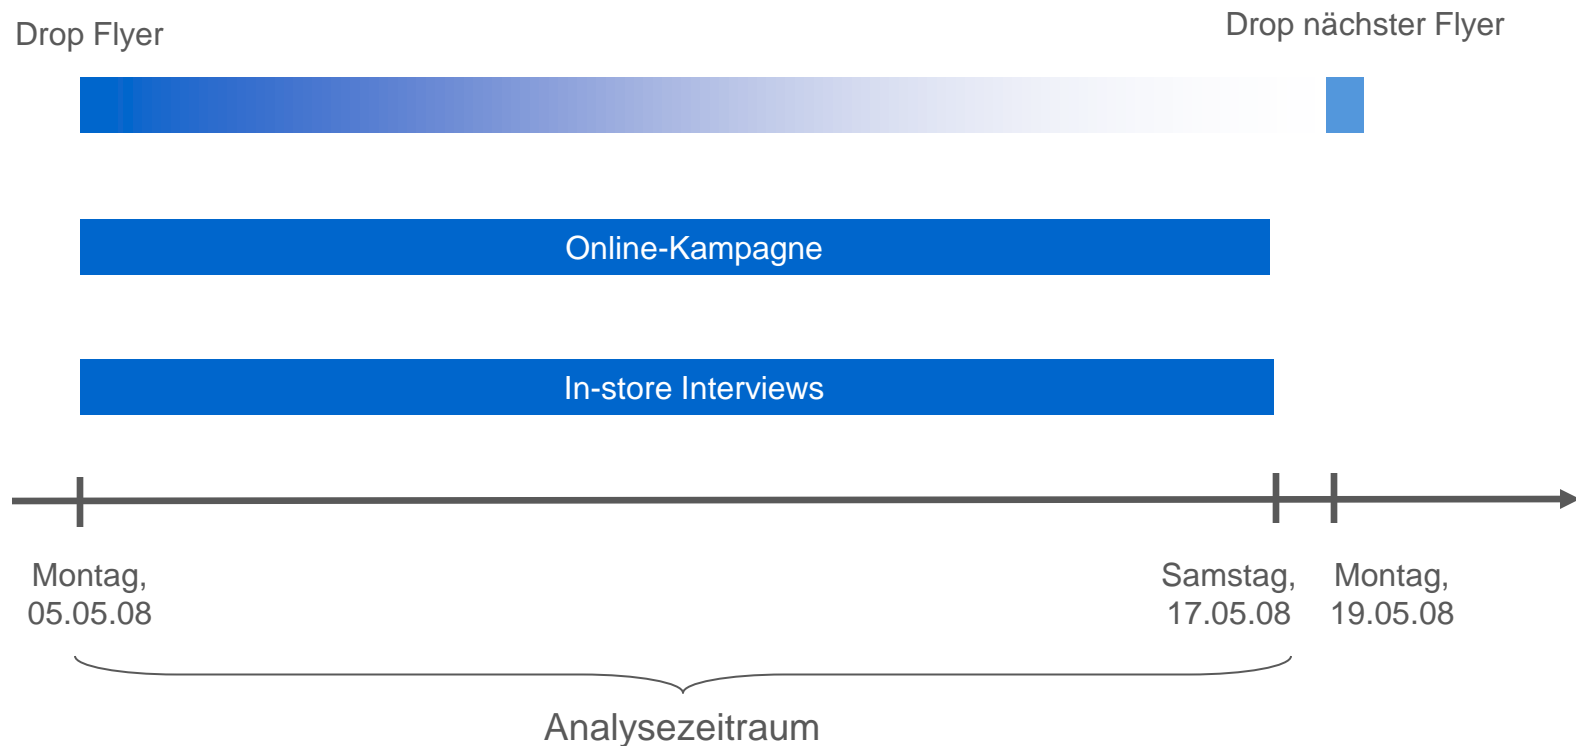 Drop Flyer
Drop nächster Flyer
Online-Kampagne
In-store Interviews
Montag,
05.05.08
Samstag,
17.05.08
Montag,
19.05.08
Analysezeitraum